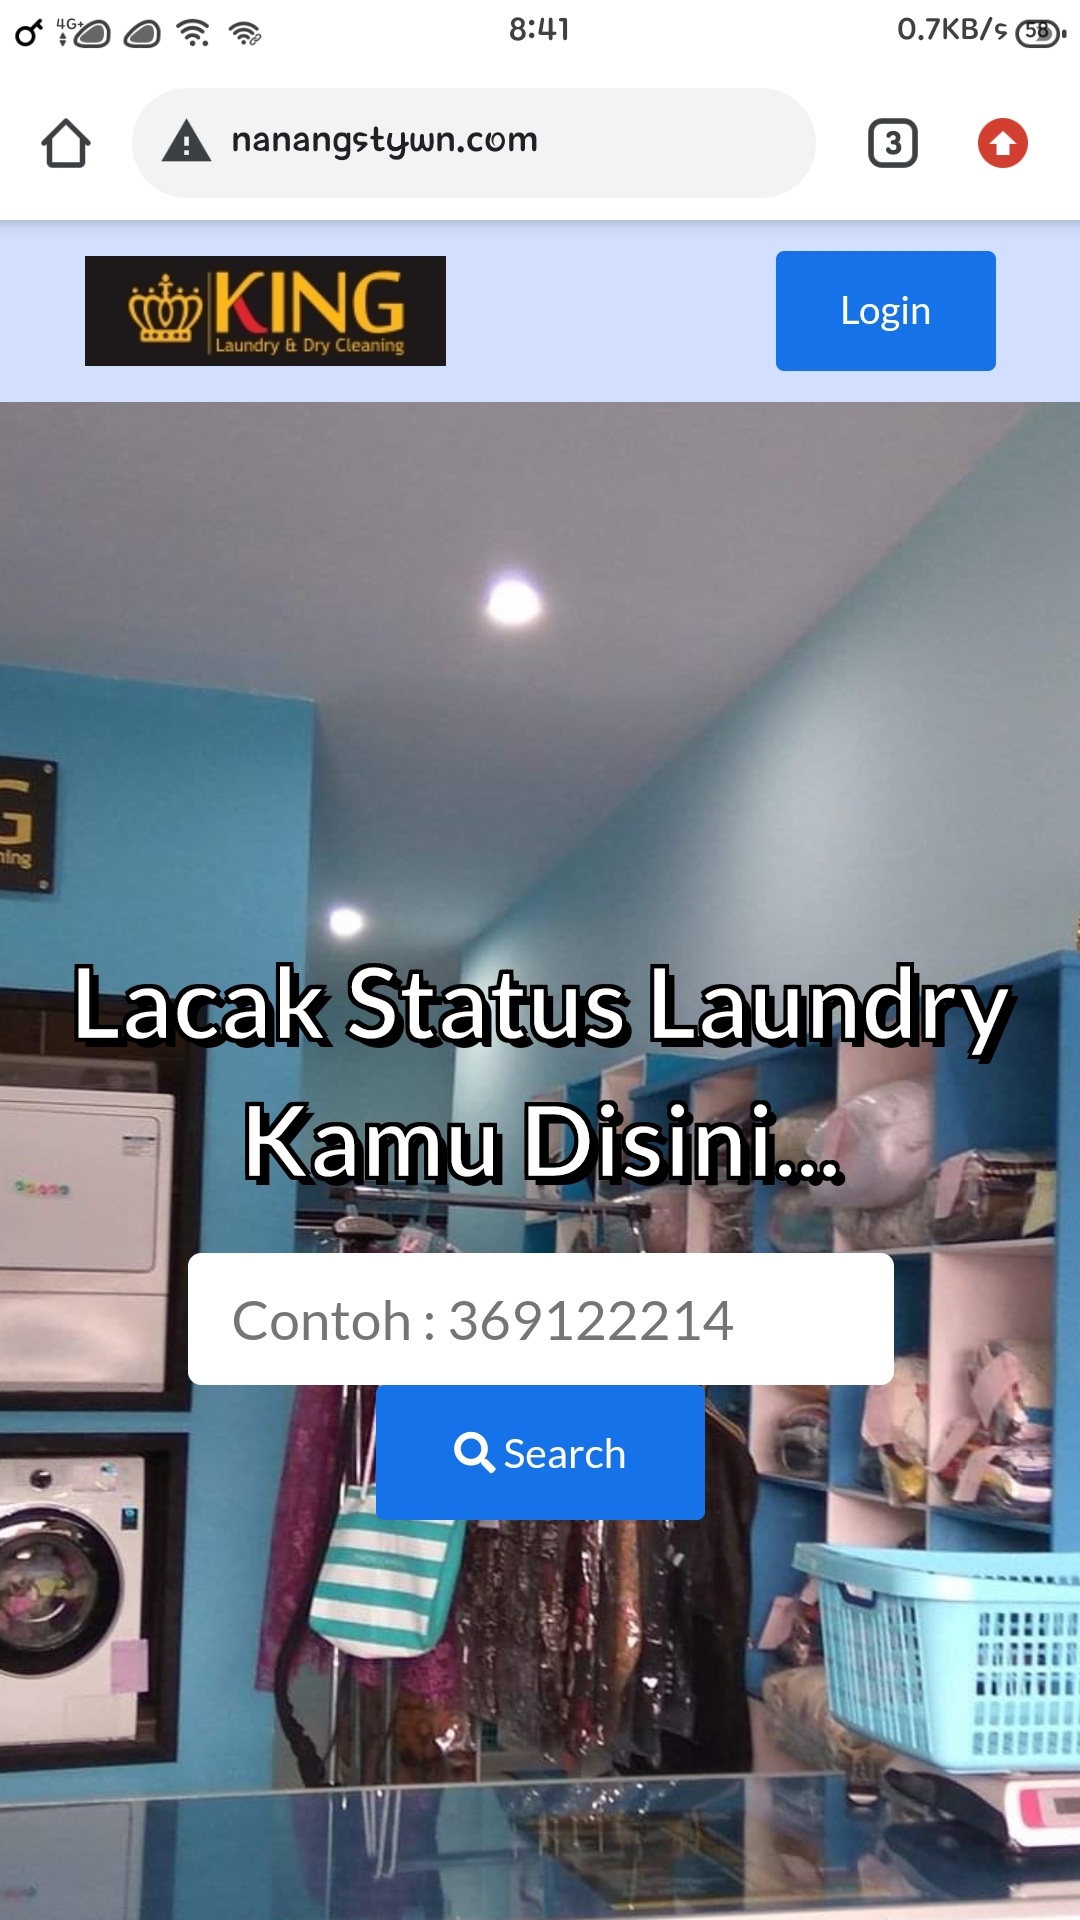 4G+ 8:41 0.7KB/s 58
nanangstywn.com 3
KING
Laundry & Dry Cleaning
Login
G
ning
Lacak Status Laundry
Kamu Disini...
Contoh : 369122214
Search